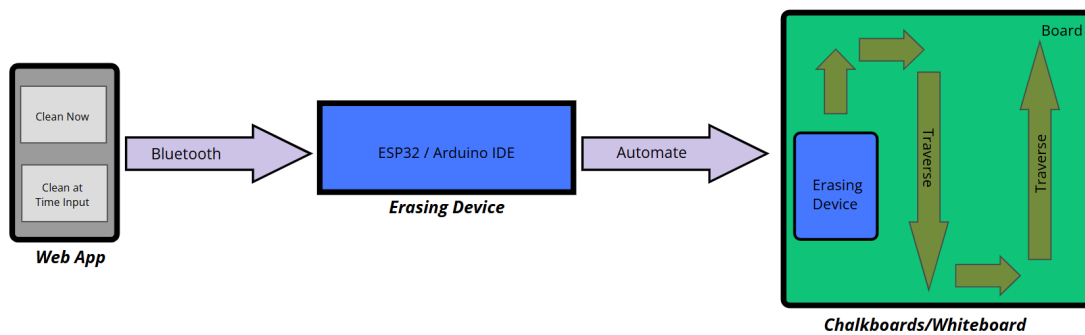 Clean Now
Clean at
Time Input
Web App
Bluetooth
ESP32 / Arduino IDE
Erasing Device
Automate
Board
Erasing
Device
Traverse
Traverse
Chalkboards/Whiteboard